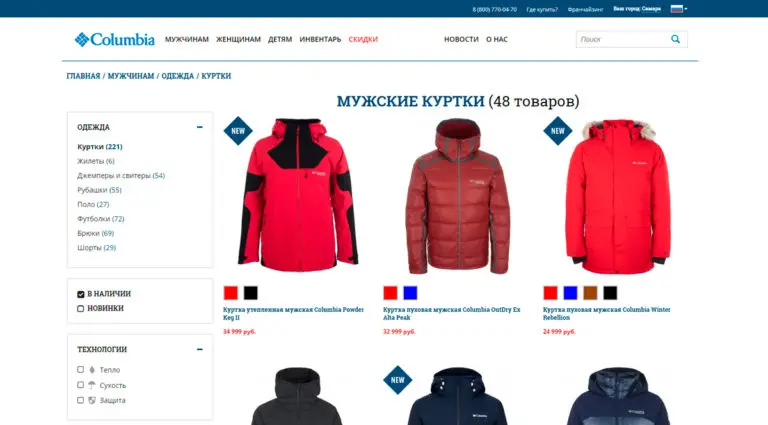 8 (800) 770-04-70 Где купить? Франчайзинг Ваш город: Самара
Columbia МУЖЧИНАМ ЖЕНЩИНАМ ДЕТЯМ ИНВЕНТАРЬ СКИДКИ НОВОСТИ О НАС Поиск
ГЛАВНАЯ / МУЖЧИНАМ / ОДЕЖДА / КУРТКИ
МУЖСКИЕ КУРТКИ (48 товаров)
ОДЕЖДА
Куртки (221)
Жилеты (6)
Джемперы и свитеры (54)
Рубашки (55)
Поло (27)
Футболки (72)
Брюки (69)
Шорты (29)
В НАЛИЧИИ
НОВИНКИ
ТЕХНОЛОГИИ
Тепло
Сухость
Защита
NEW
Куртка утепленная мужская Columbia Powder
Keg II
34 999 руб.
Куртка пуховая мужская Columbia OutDry Ex
Alta Peak
32 999 руб.
NEW
Куртка пуховая мужская Columbia Winter
Rebellion
24 999 руб.
NEW